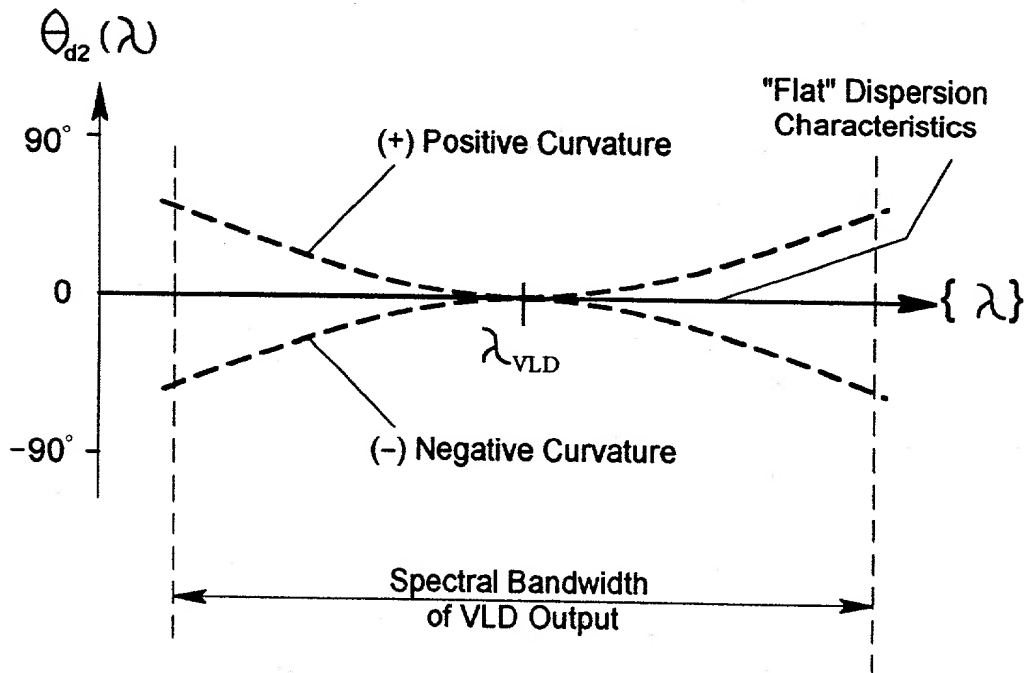 θd2 (λ)
"Flat" Dispersion
Characteristics
90°
(+) Positive Curvature
0
{ λ }
λVLD
-90°
(-) Negative Curvature
Spectral Bandwidth
of VLD Output